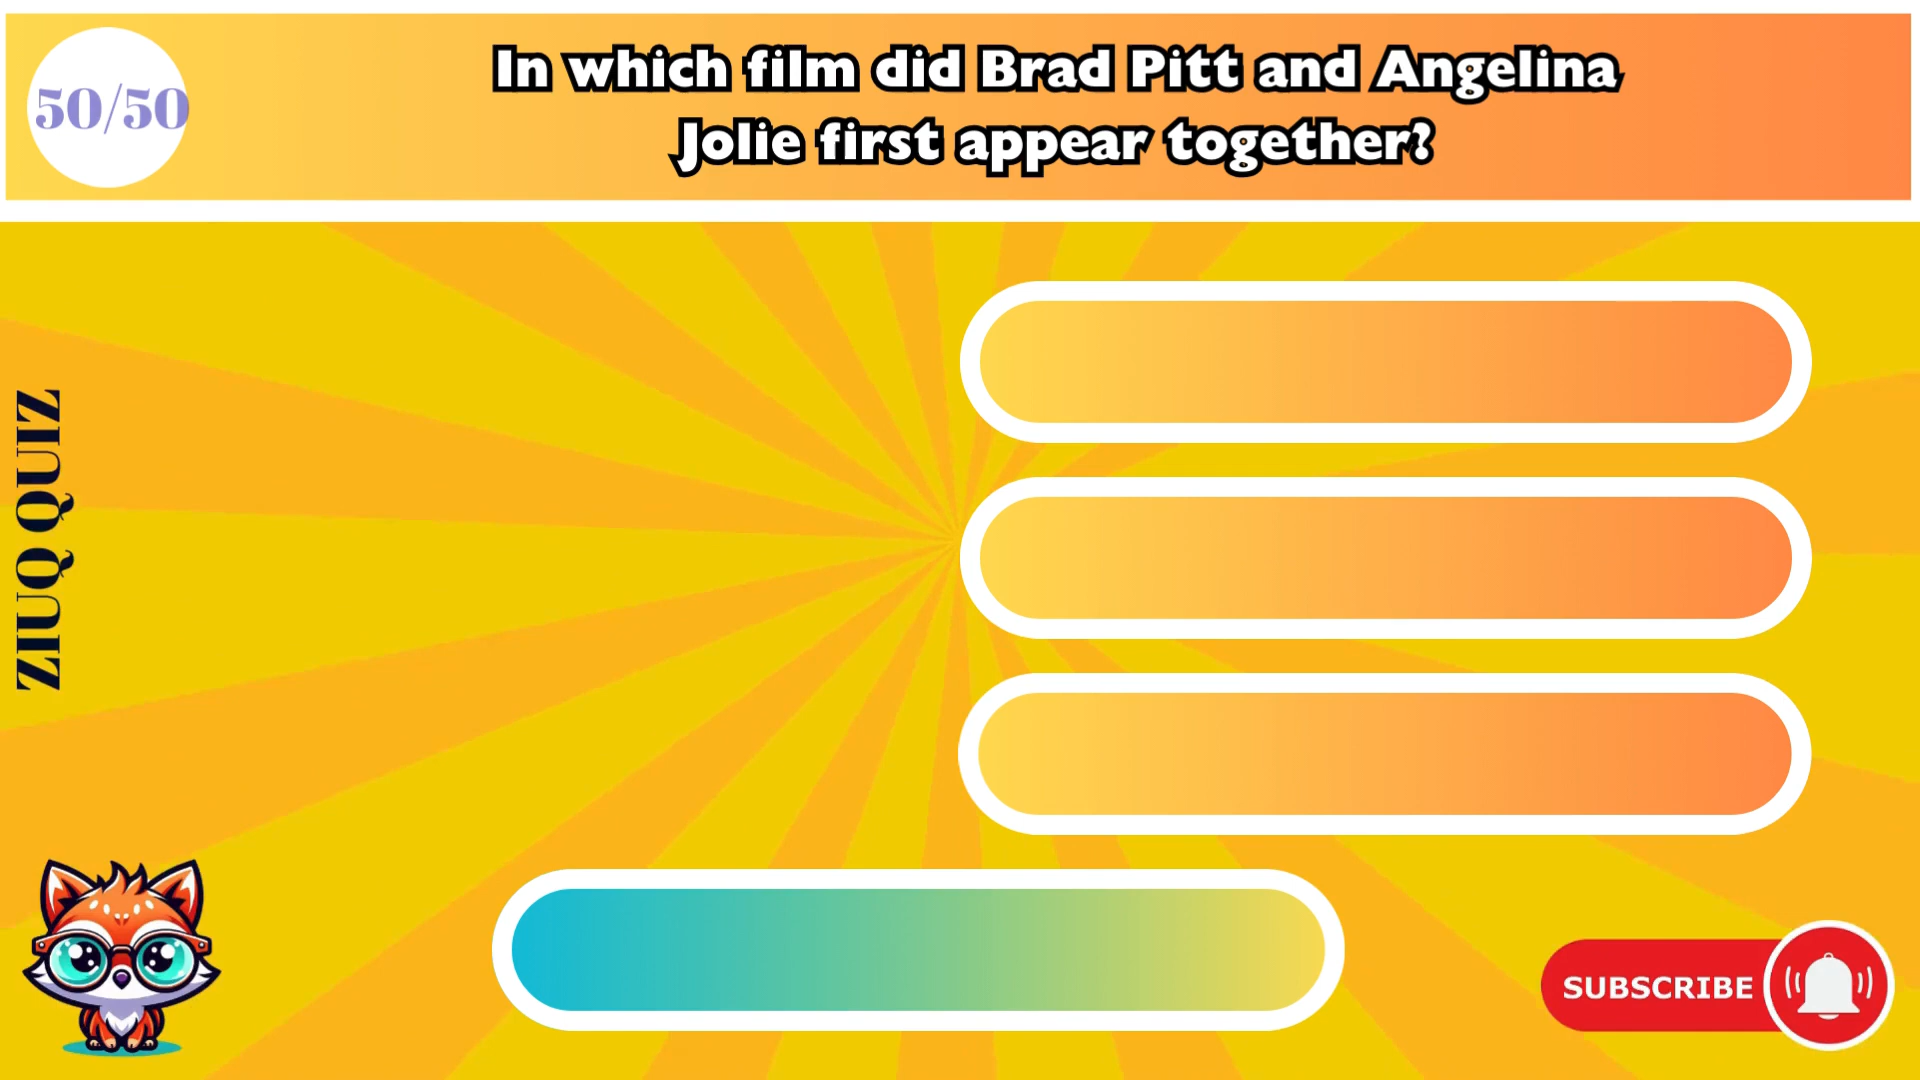 50/50
In which film did Brad Pitt and Angelina
Jolie first appear together?
ZIUQ QUIZ
SUBSCRIBE